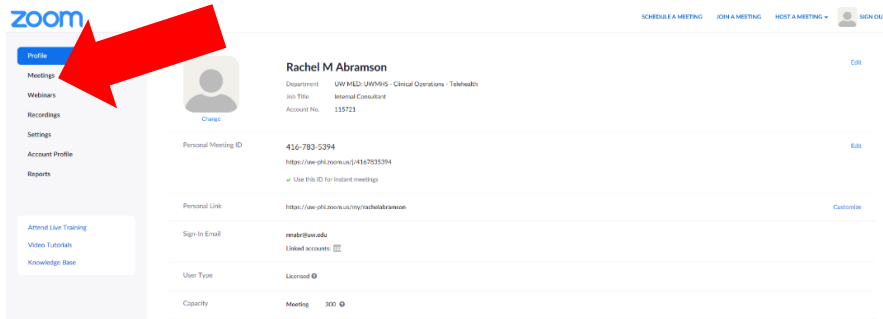 zoom
SCHEDULE A MEETING JOIN A MEETING HOST A MEETING SIGN OU
Profile
Meetings
Webinars
Recordings
Settings
Account Profile
Reports
Attend Live Training
Video Tutorials
Knowledge Base
Change
Rachel M Abramson
Edit
Department UW MED: UWMHS - Clinical Operations - Telehealth
Job Title Internal Consultant
Account No. 115721
Personal Meeting ID 416-783-5394 Edit
https://uw-phi.zoom.us/j/4167835394
Use this ID for instant meetings
Personal Link https://uw-phi.zoom.us/my/rachelabramson Customize
Sign-In Email rmabr@uw.edu
Linked accounts:
User Type Licensed
Capacity Meeting 300